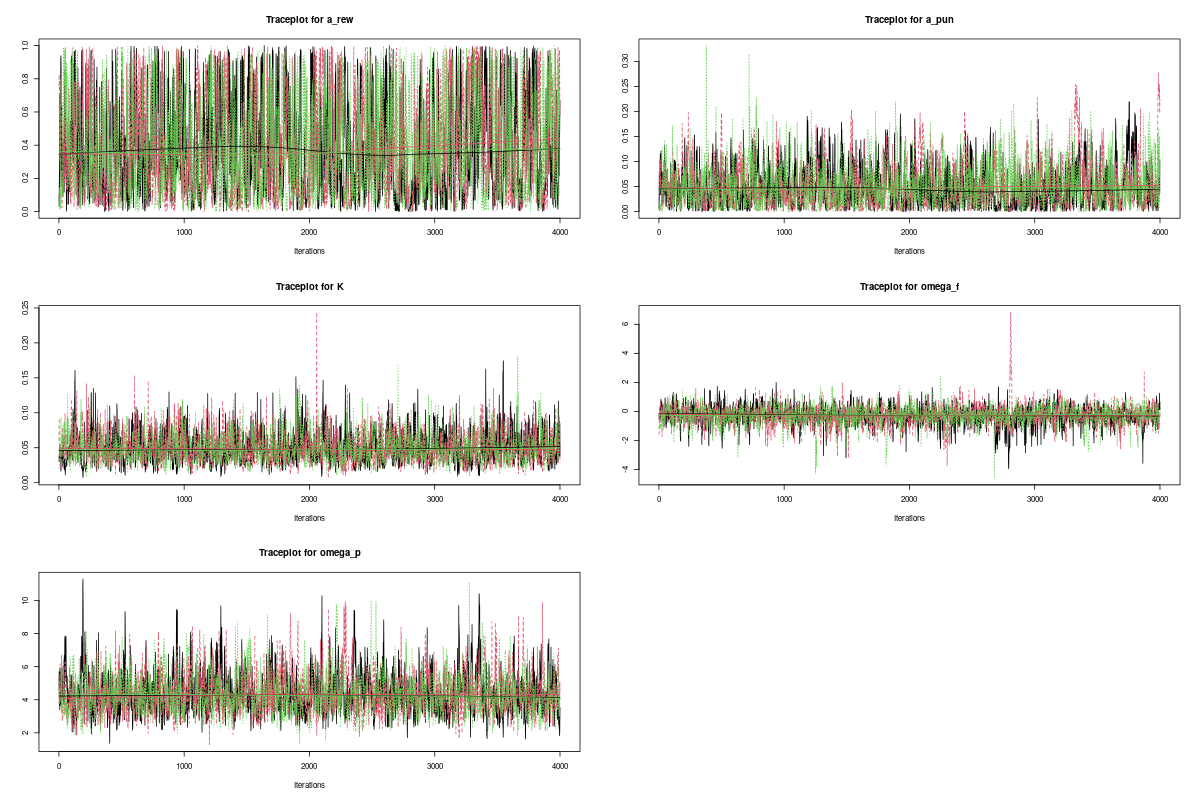 Traceplot for a_rew
1.0
0.8
0.6
0.4
0.2
0.0
0 1000 2000 3000 4000
Iterations
Traceplot for a_pun
0.30
0.25
0.20
0.15
0.10
0.05
0.00
0 1000 2000 3000 4000
Iterations
Traceplot for K
0.25
0.20
0.15
0.10
0.05
0.00
0 1000 2000 3000 4000
Iterations
Traceplot for omega_f
6
4
2
0
-2
-4
0 1000 2000 3000 4000
Iterations
Traceplot for omega_p
10
8
6
4
2
0 1000 2000 3000 4000
Iterations